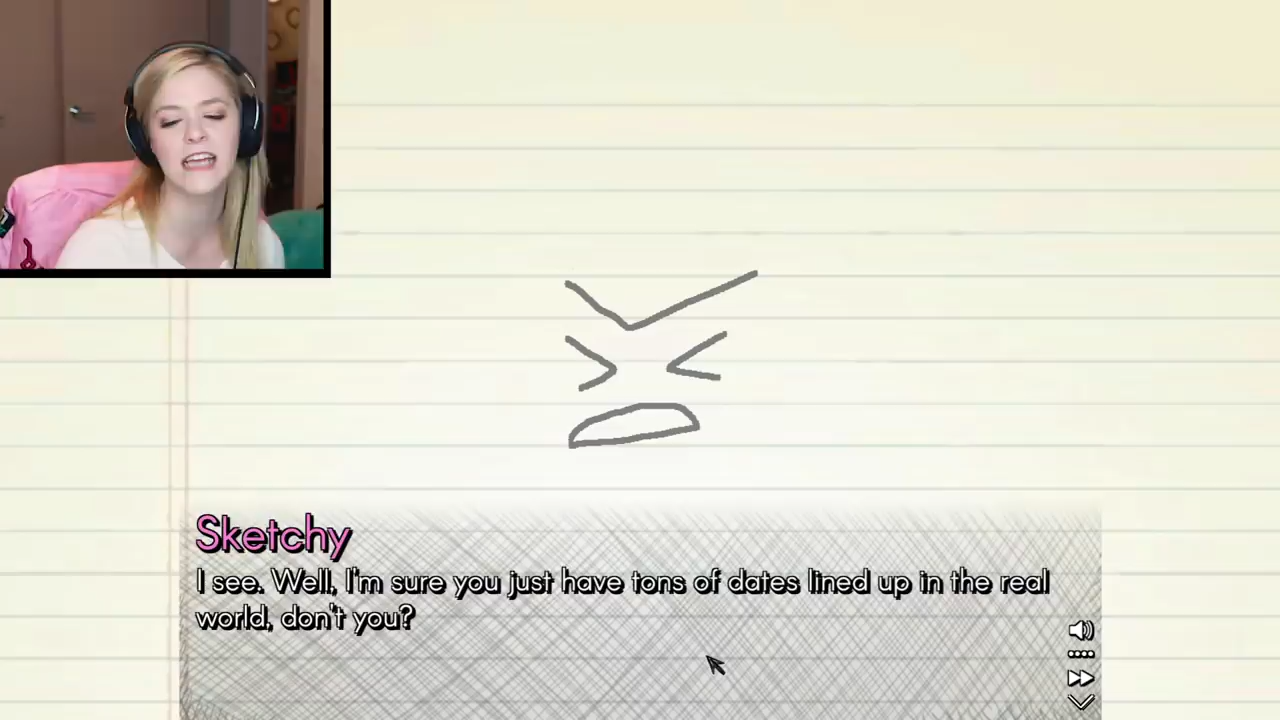 Sketchy
I see. Well, I'm sure you just have tons of dates lined up in the real
world, don't you?